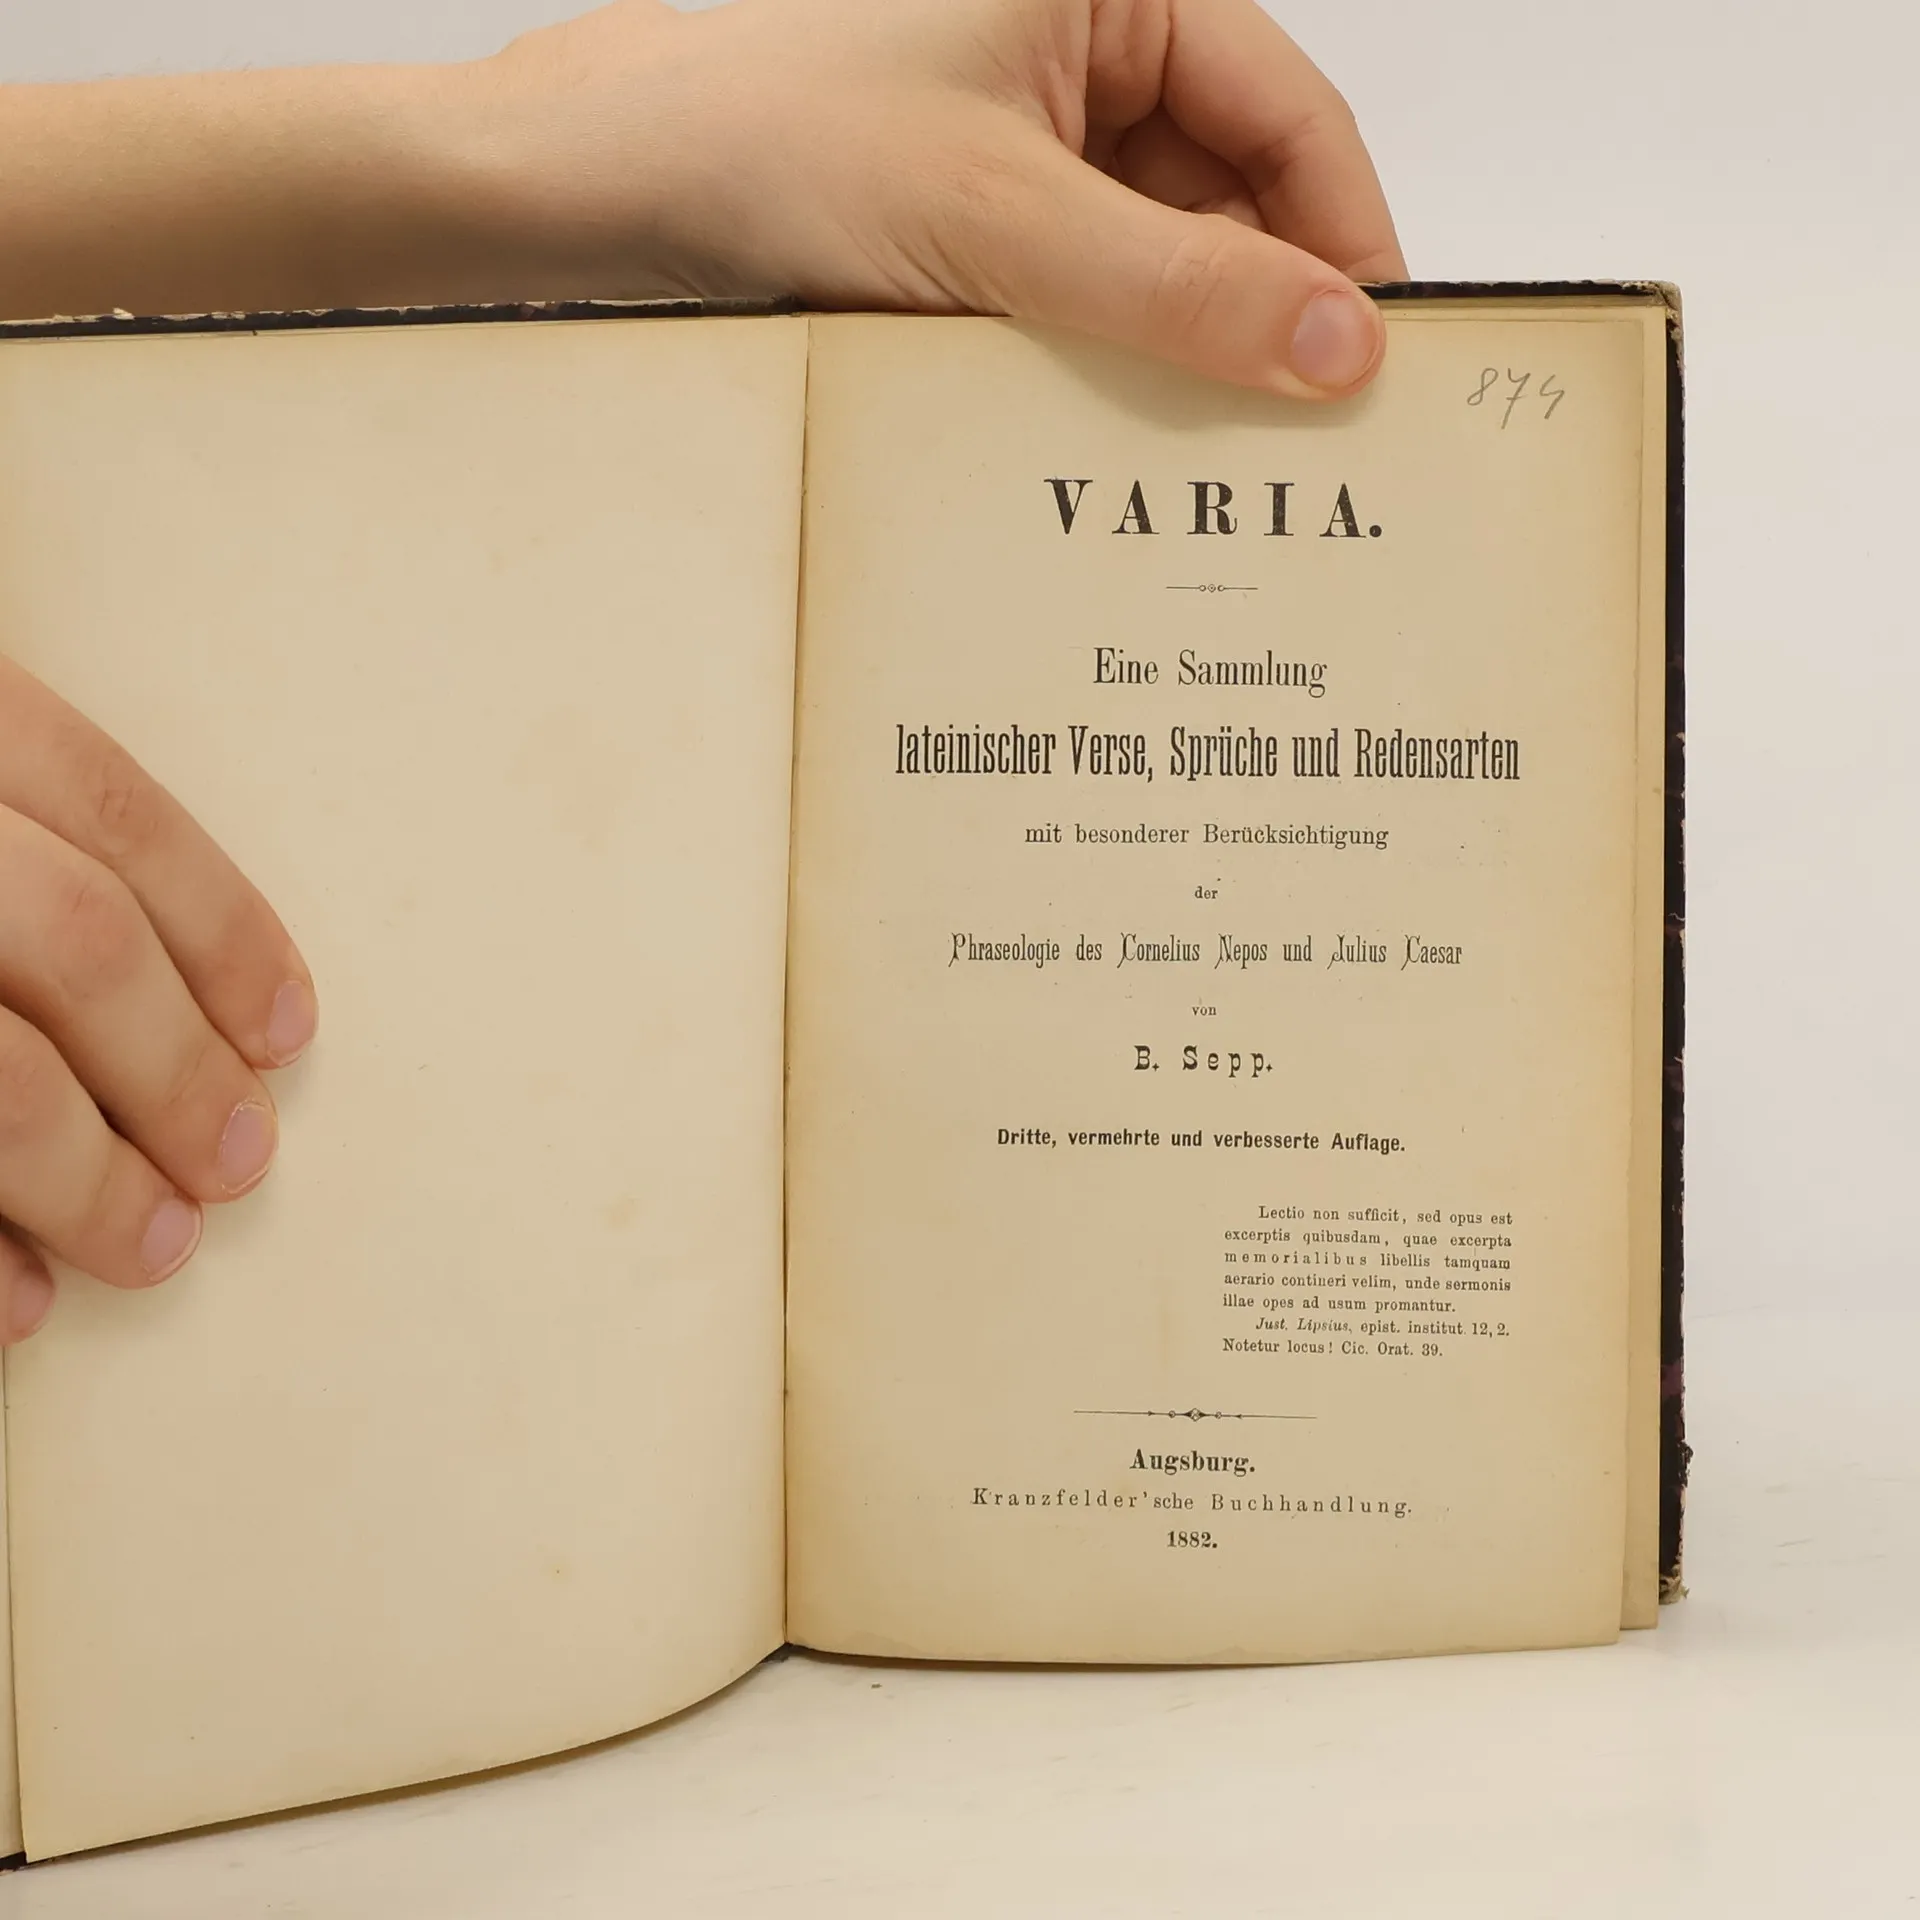 874
VARIA.
Eine Sammlung
lateinischer Verse, Sprüche und Redensarten
mit besonderer Berücksichtigung
der
Phraseologie des Cornelius Nepos und Julius Caesar
von
B. Sepp.
Dritte, vermehrte und verbesserte Auflage.
Lectio non sufficit, sed opus est
excerptis quibusdam, quae excerpta
memorialibus libellis tamquam
aerario contineri velim, unde sermonis
illae opes ad usum promantur.
Just. Lipsius, epist. institut. 12, 2.
Notetur locus! Cic. Orat. 39.
Augsburg.
Kranzfelder'sche Buchhandlung.
1882.